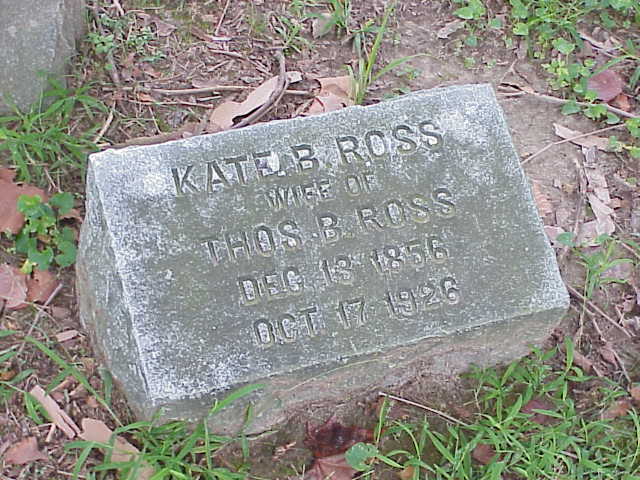 KATE. B. ROSS
WIFE OF
THOS. B. ROSS
DEC. 13 1856
OCT. 17 1926